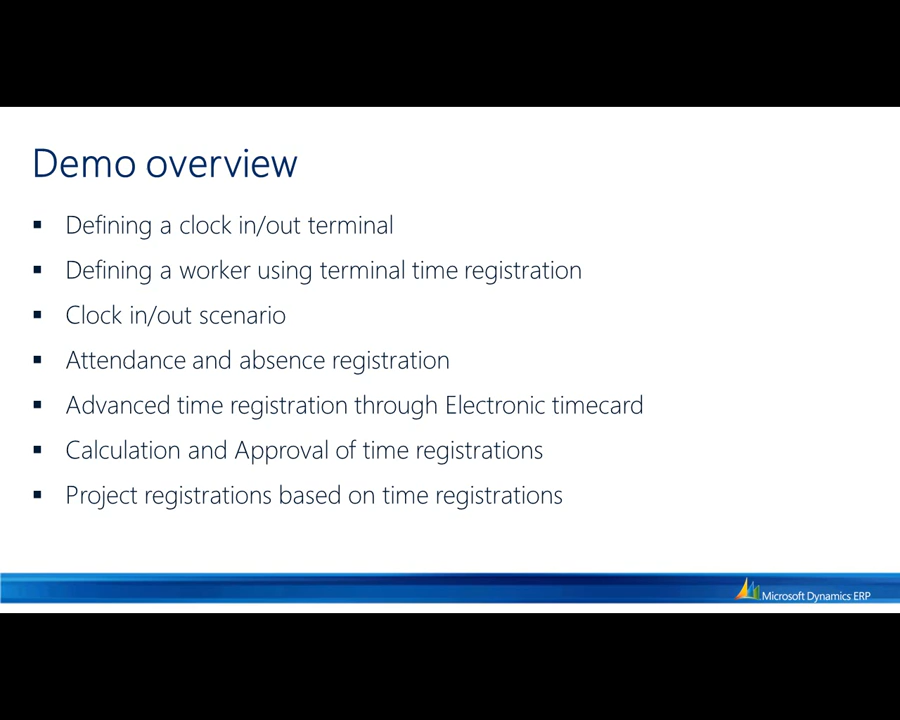 Demo overview
▪ Defining a clock in/out terminal
▪ Defining a worker using terminal time registration
▪ Clock in/out scenario
▪ Attendance and absence registration
▪ Advanced time registration through Electronic timecard
▪ Calculation and Approval of time registrations
▪ Project registrations based on time registrations
Microsoft Dynamics ERP